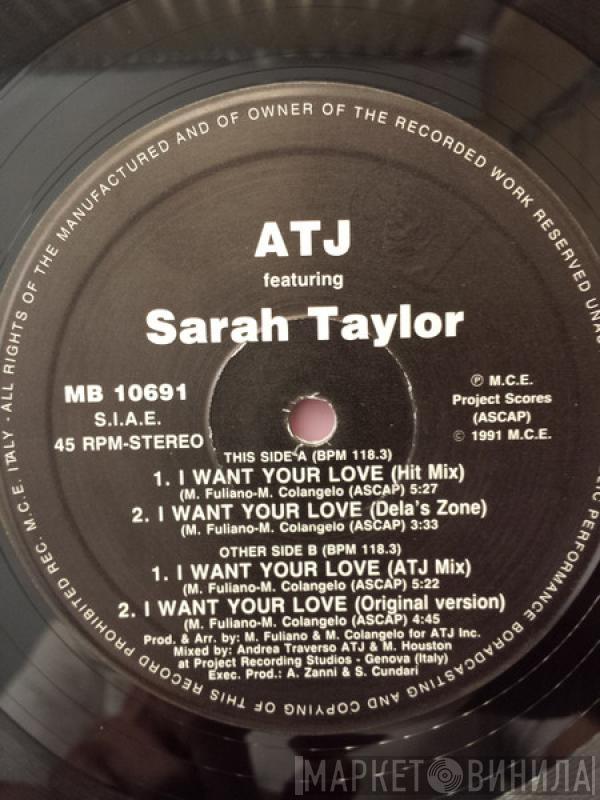 - ALL RIGHTS OF THE MANUFACTURED AND OF OWNER OF THE RECORDED WORK RESERVED UNAU
ATJ
featuring
Sarah Taylor
MB 10691
S.I.A.E.
45 RPM-STEREO
℗ M.C.E.
Project Scores
(ASCAP)
© 1991 M.C.E.
THIS SIDE A (BPM 118.3)
1. I WANT YOUR LOVE (Hit Mix)
(M. Fuliano-M. Colangelo (ASCAP) 5:27
2. I WANT YOUR LOVE (Dela's Zone)
(M. Fuliano-M. Colangelo (ASCAP) 3:33
OTHER SIDE B (BPM 118.3)
1. I WANT YOUR LOVE (ATJ Mix)
(M. Fuliano-M. Colangelo (ASCAP) 5:22
2. I WANT YOUR LOVE (Original version)
(M. Fuliano-M. Colangelo (ASCAP) 4:45
Prod. & Arr. by: M. Fuliano & M. Colangelo for ATJ Inc.
Mixed by: Andrea Traverso ATJ & M. Houston
at Project Recording Studios - Genova (Italy)
Exec. Prod.: A. Zanni & S. Cundari
LIC PERFORMANCE BORADCASTING AND COPYING OF THIS RECORD PROHIBITED REC. M.C.E. ITALY
МАРКЕТ ВИНИЛА